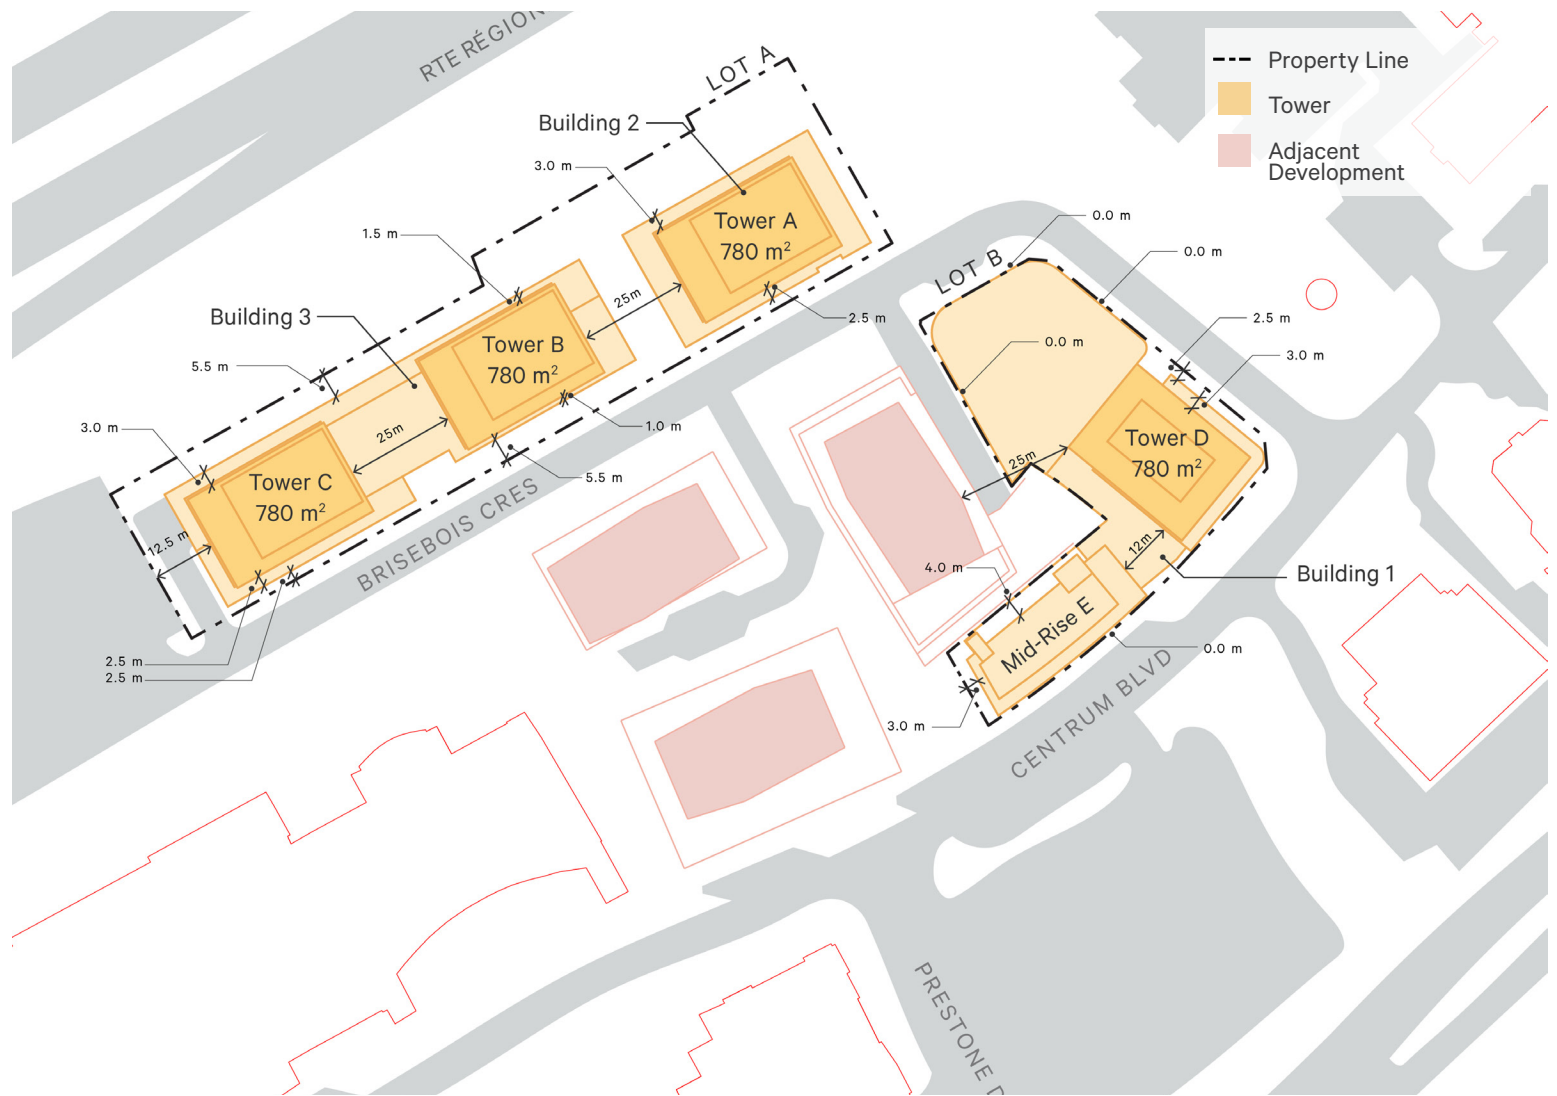 RTE RÉGION
LOT A
Property Line
Tower
Adjacent
Development
Building 2
3.0 m
Tower A
780 m²
1.5 m
25m
2.5 m
Building 3
Tower B
780 m²
5.5 m
25m
1.0 m
5.5 m
3.0 m
Tower C
780 m²
12.5 m
2.5 m
2.5 m
BRISEBOIS CRES
LOT B
0.0 m
0.0 m
2.5 m
0.0 m
3.0 m
Tower D
780 m²
25m
12m
4.0 m
Building 1
Mid-Rise E
0.0 m
3.0 m
CENTRUM BLVD
PRESTONE D